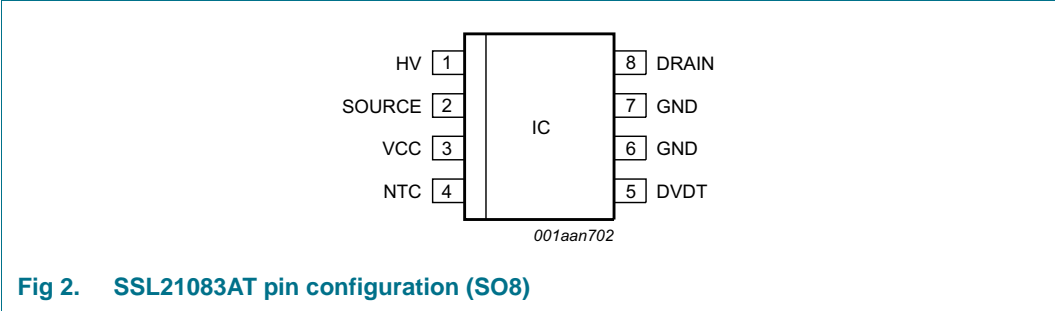 HV 1 8 DRAIN
SOURCE 2 7 GND
IC
VCC 3 6 GND
NTC 4 5 DVDT
001aan702
Fig 2. SSL21083AT pin configuration (SO8)